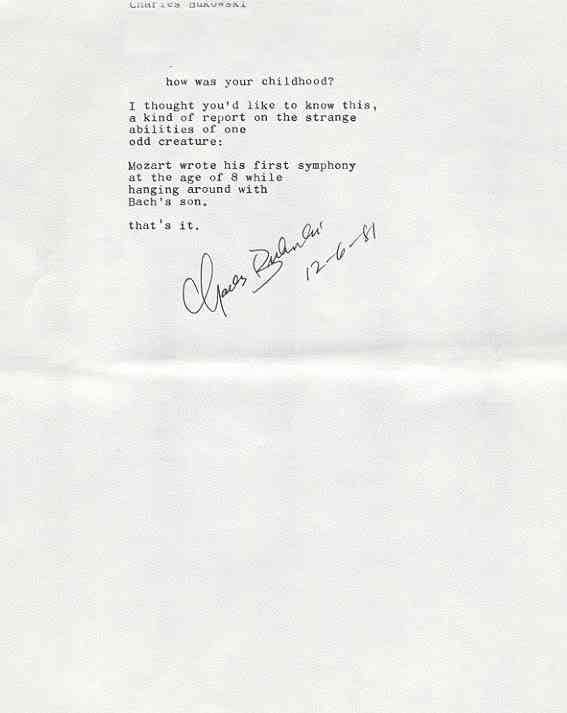 Charles Bukowski
how was your childhood?
I thought you'd like to know this,
a kind of report on the strange
abilities of one
odd creature:
Mozart wrote his first symphony
at the age of 8 while
hanging around with
Bach's son.
that's it.
Charles Bukowski
12-6-81